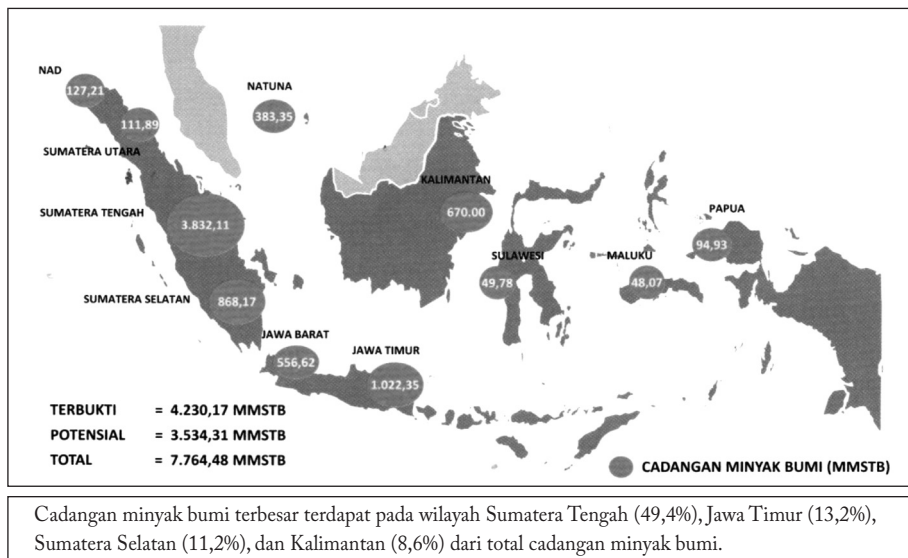 NAD
127,21
NATUNA
383,35
111,89
SUMATERA UTARA
KALIMANTAN
670.00
SUMATERA TENGAH
3.832,11
PAPUA
94,93
SULAWESI
49,78
MALUKU
48,07
SUMATERA SELATAN
868,17
JAWA BARAT
556,62
JAWA TIMUR
1.022,35
TERBUKTI = 4.230,17 MMSTB
POTENSIAL = 3.534,31 MMSTB
TOTAL = 7.764,48 MMSTB
CADANGAN MINYAK BUMI (MMSTB)
Cadangan minyak bumi terbesar terdapat pada wilayah Sumatera Tengah (49,4%), Jawa Timur (13,2%),
Sumatera Selatan (11,2%), dan Kalimantan (8,6%) dari total cadangan minyak bumi.